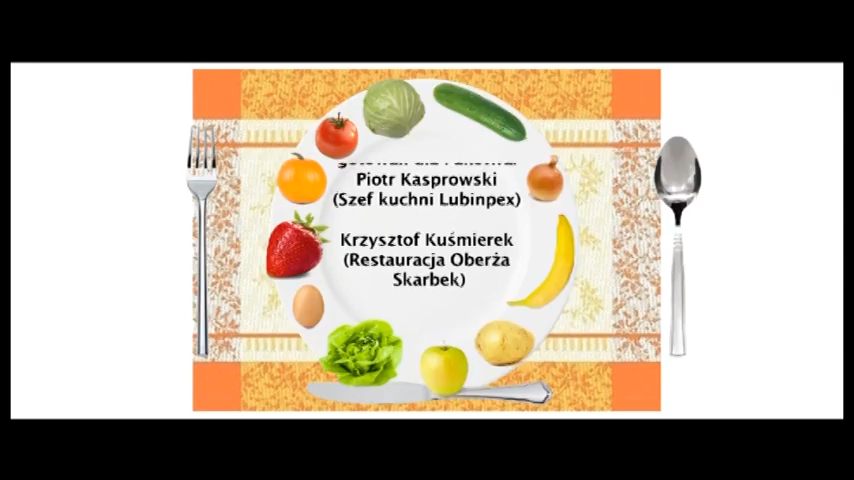 Piotr Kasprowski
(Szef kuchni Lubinpex)
Krzysztof Kuśmierek
(Restauracja Oberża
Skarbek)